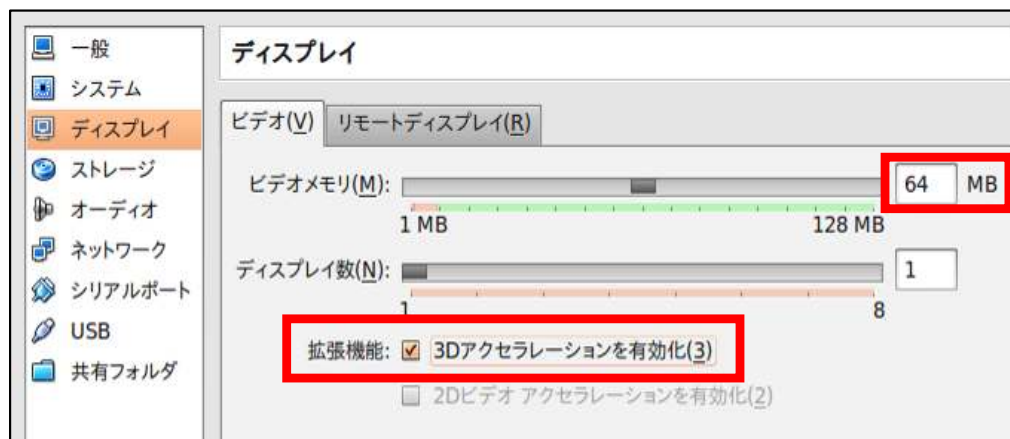 一般
システム
ディスプレイ
ストレージ
オーディオ
ネットワーク
シリアルポート
USB
共有フォルダ
ディスプレイ
ビデオ(V) リモートディスプレイ(R)
ビデオメモリ(M): 64 MB
1 MB 128 MB
ディスプレイ数(N): 1
1 8
拡張機能: 3Dアクセラレーションを有効化(3)
2Dビデオ アクセラレーションを有効化(2)